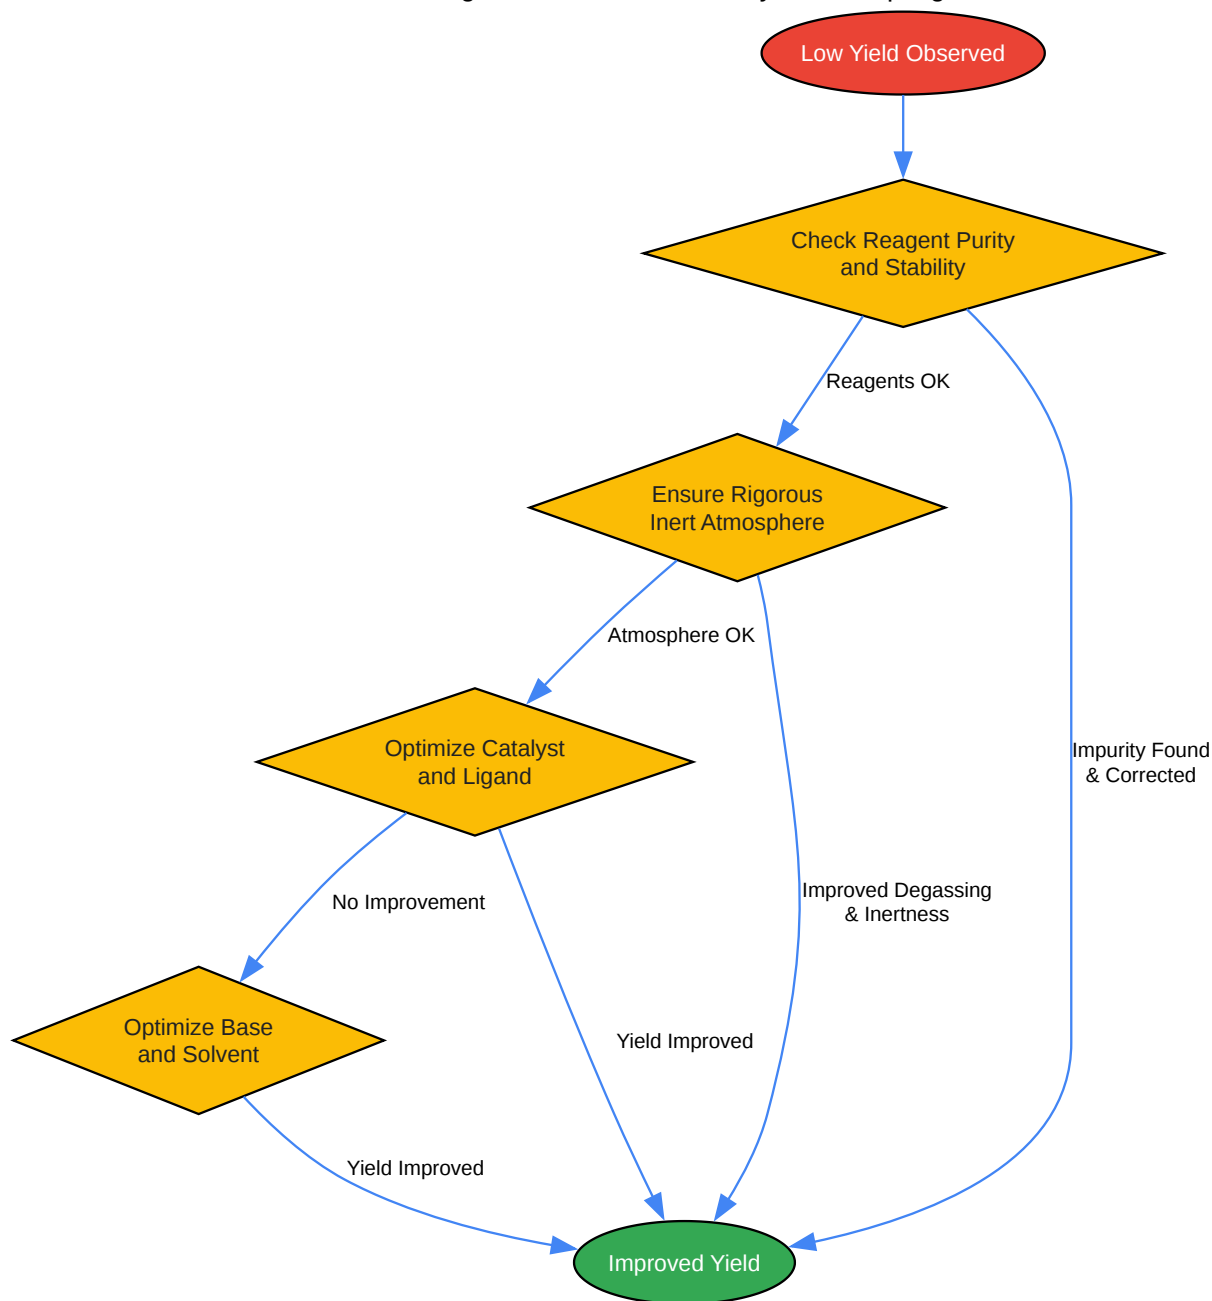 Low Yield Observed
Check Reagent Purity
and Stability
Reagents OK
Ensure Rigorous
Inert Atmosphere
Atmosphere OK
Optimize Catalyst
and Ligand
Impurity Found
& Corrected
No Improvement
Improved Degassing
& Inertness
Optimize Base
and Solvent
Yield Improved
Yield Improved
Improved Yield